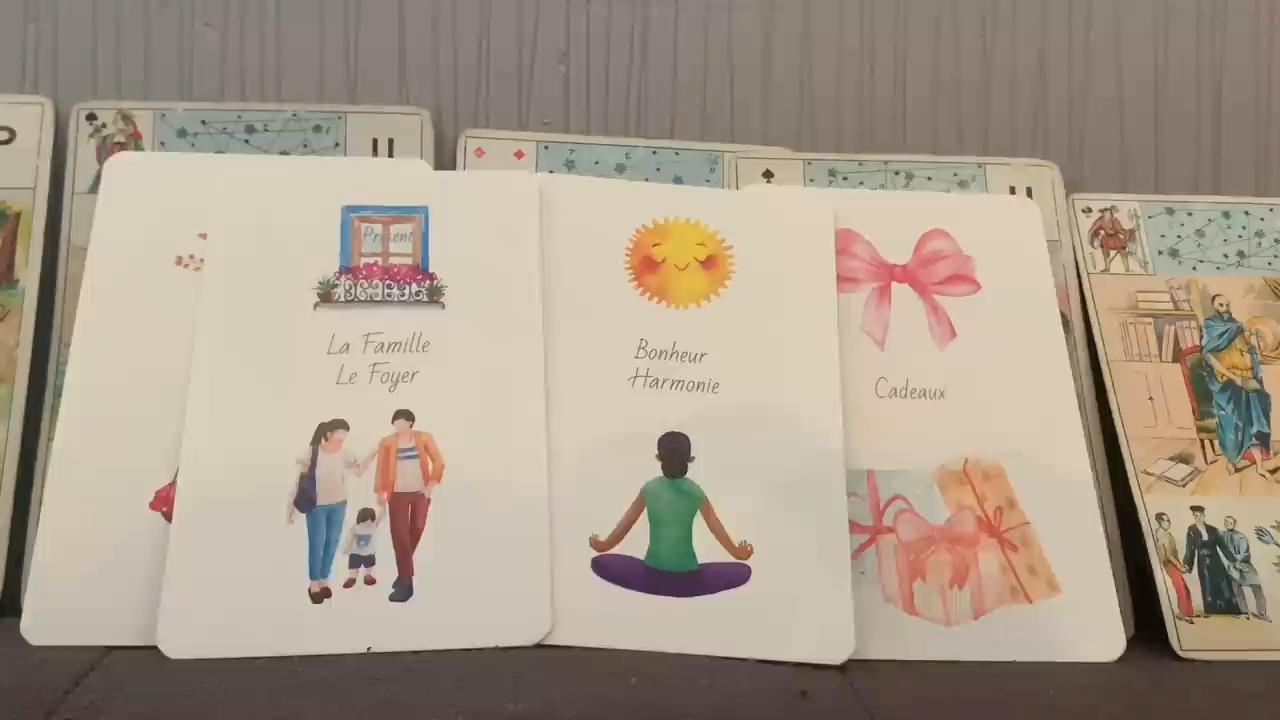 Présent
La Famille
Le Foyer
Bonheur
Harmonie
Cadeaux